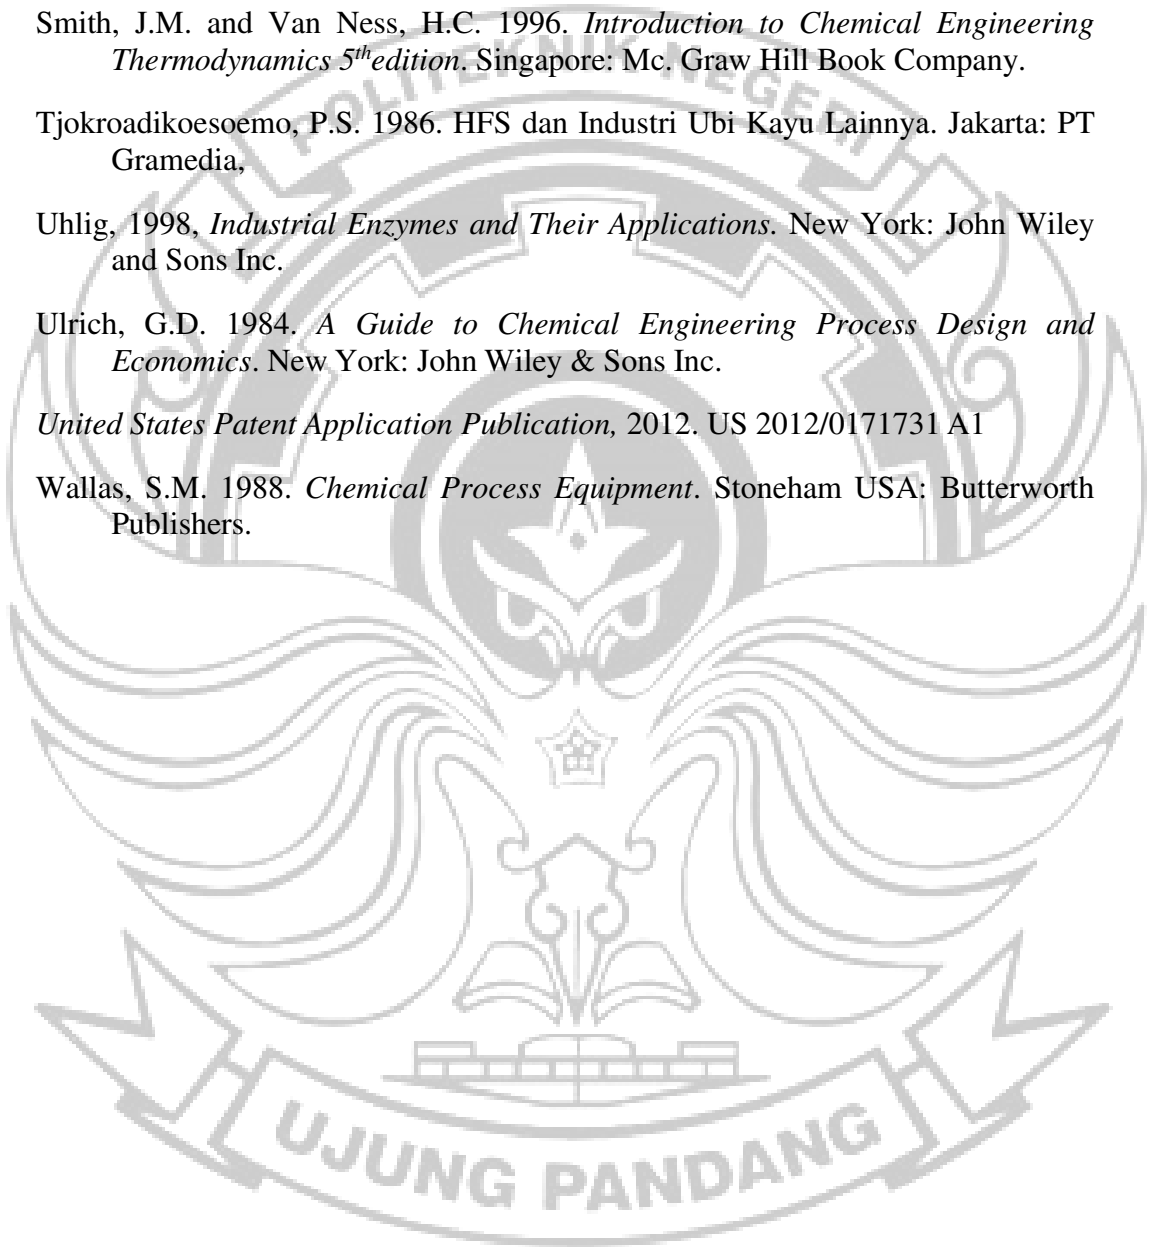 Smith, J.M. and Van Ness, H.C. 1996. Introduction to Chemical Engineering
Thermodynamics 5thedition. Singapore: Mc. Graw Hill Book Company.
POLITEKNIK NEGERI
Tjokroadikoesoemo, P.S. 1986. HFS dan Industri Ubi Kayu Lainnya. Jakarta: PT
Gramedia,
Uhlig, 1998, Industrial Enzymes and Their Applications. New York: John Wiley
and Sons Inc.
Ulrich, G.D. 1984. A Guide to Chemical Engineering Process Design and
Economics. New York: John Wiley & Sons Inc.
United States Patent Application Publication, 2012. US 2012/0171731 A1
Wallas, S.M. 1988. Chemical Process Equipment. Stoneham USA: Butterworth
Publishers.
UJUNG PANDANG